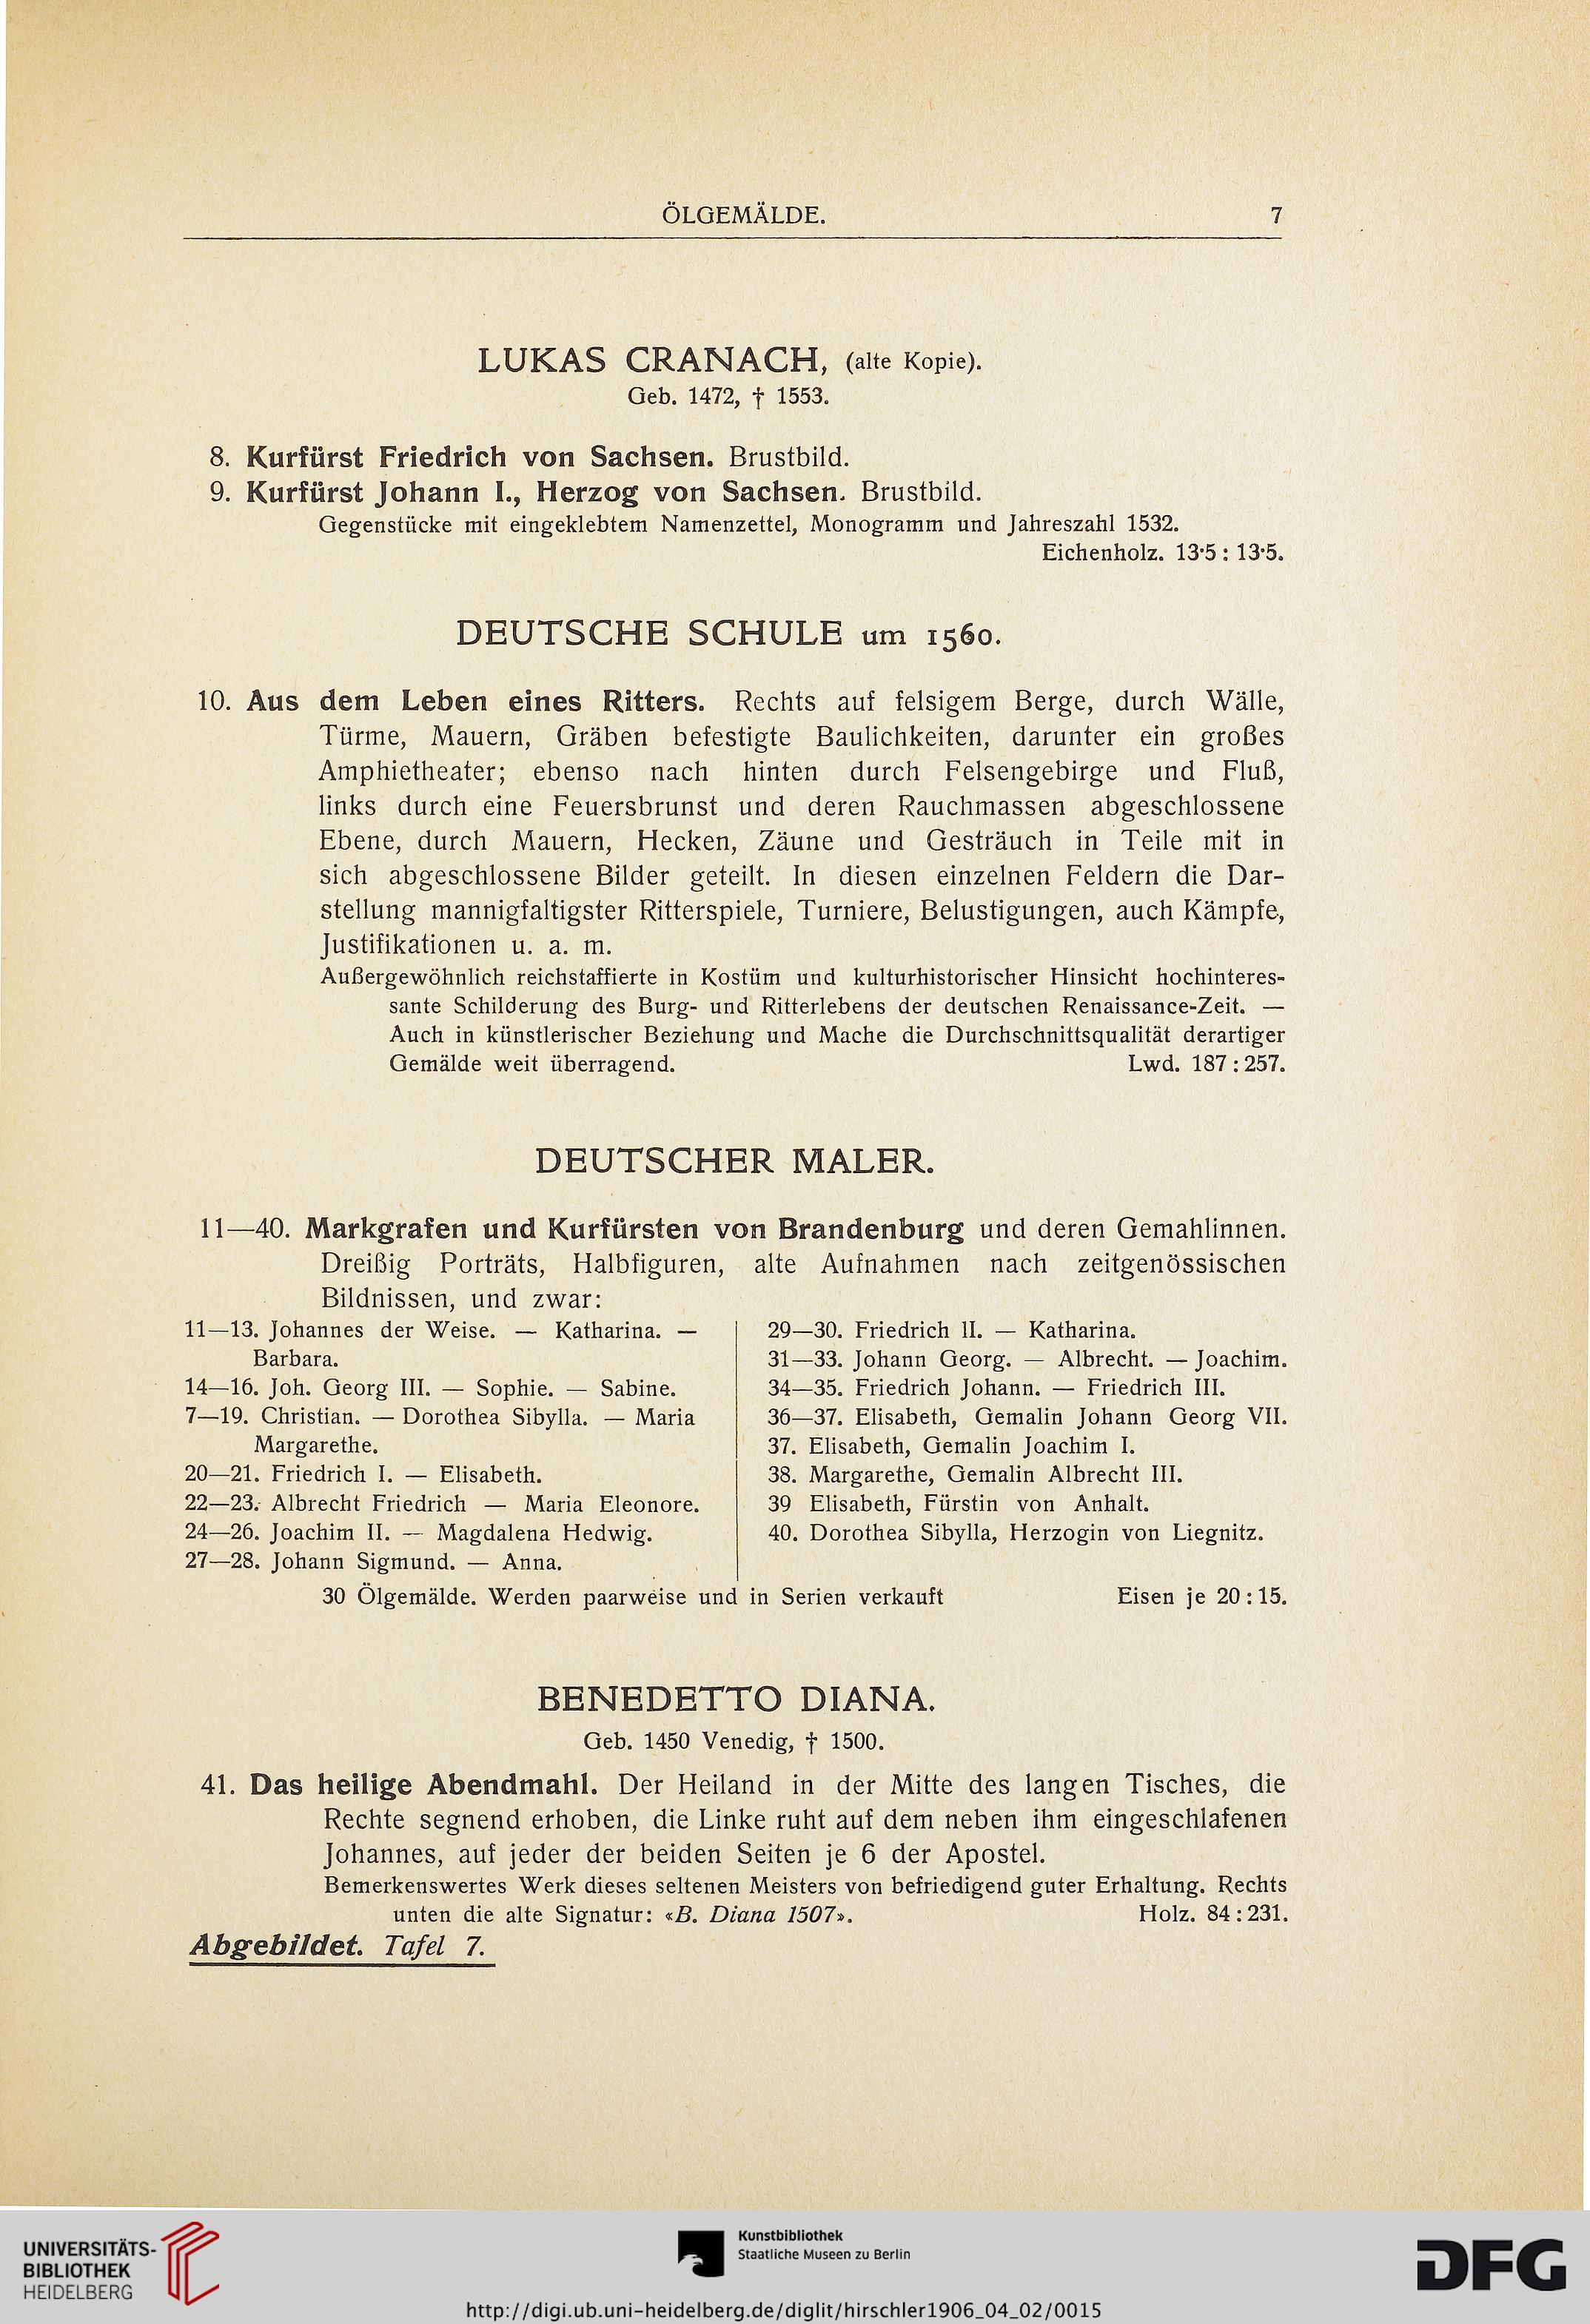 ÖLGEMÄLDE. 7
LUKAS CRANACH, (alte Kopie).
Geb. 1472, † 1553.
8. Kurfürst Friedrich von Sachsen. Brustbild.
9. Kurfürst Johann I., Herzog von Sachsen. Brustbild.
Gegenstücke mit eingeklebtem Namenzettel, Monogramm und Jahreszahl 1532.
Eichenholz. 13·5 : 13·5.
DEUTSCHE SCHULE um 1560.
10. Aus dem Leben eines Ritters. Rechts auf felsigem Berge, durch Wälle,
Türme, Mauern, Gräben befestigte Baulichkeiten, darunter ein großes
Amphietheater; ebenso nach hinten durch Felsengebirge und Fluß,
links durch eine Feuersbrunst und deren Rauchmassen abgeschlossene
Ebene, durch Mauern, Hecken, Zäune und Gesträuch in Teile mit in
sich abgeschlossene Bilder geteilt. In diesen einzelnen Feldern die Dar-
stellung mannigfaltigster Ritterspiele, Turniere, Belustigungen, auch Kämpfe,
Justifikationen u. a. m.
Außergewöhnlich reichstaffierte in Kostüm und kulturhistorischer Hinsicht hochinteres-
sante Schilderung des Burg- und Ritterlebens der deutschen Renaissance-Zeit. —
Auch in künstlerischer Beziehung und Mache die Durchschnittsqualität derartiger
Gemälde weit überragend. Lwd. 187 : 257.
DEUTSCHER MALER.
11—40. Markgrafen und Kurfürsten von Brandenburg und deren Gemahlinnen.
Dreißig Porträts, Halbfiguren, alte Aufnahmen nach zeitgenössischen
Bildnissen, und zwar:
11—13. Johannes der Weise. — Katharina. —
Barbara.
14—16. Joh. Georg III. — Sophie. — Sabine.
7—19. Christian. — Dorothea Sibylla. — Maria
Margarethe.
20—21. Friedrich I. — Elisabeth.
22—23. Albrecht Friedrich — Maria Eleonore.
24—26. Joachim II. — Magdalena Hedwig.
27—28. Johann Sigmund. — Anna.
29—30. Friedrich II. — Katharina.
31—33. Johann Georg. — Albrecht. — Joachim.
34—35. Friedrich Johann. — Friedrich III.
36—37. Elisabeth, Gemalin Johann Georg VII.
37. Elisabeth, Gemalin Joachim I.
38. Margarethe, Gemalin Albrecht III.
39 Elisabeth, Fürstin von Anhalt.
40. Dorothea Sibylla, Herzogin von Liegnitz.
30 Ölgemälde. Werden paarweise und in Serien verkauft Eisen je 20 : 15.
BENEDETTO DIANA.
Geb. 1450 Venedig, † 1500.
41. Das heilige Abendmahl. Der Heiland in der Mitte des langen Tisches, die
Rechte segnend erhoben, die Linke ruht auf dem neben ihm eingeschlafenen
Johannes, auf jeder der beiden Seiten je 6 der Apostel.
Bemerkenswertes Werk dieses seltenen Meisters von befriedigend guter Erhaltung. Rechts
unten die alte Signatur: «B. Diana 1507». Holz. 84 : 231.
Abgebildet. Tafel 7.
UNIVERSITÄTS-
BIBLIOTHEK
HEIDELBERG
Kunstbibliothek
Staatliche Museen zu Berlin
DFG
http://digi.ub.uni-heidelberg.de/diglit/hirschler1906_04_02/0015